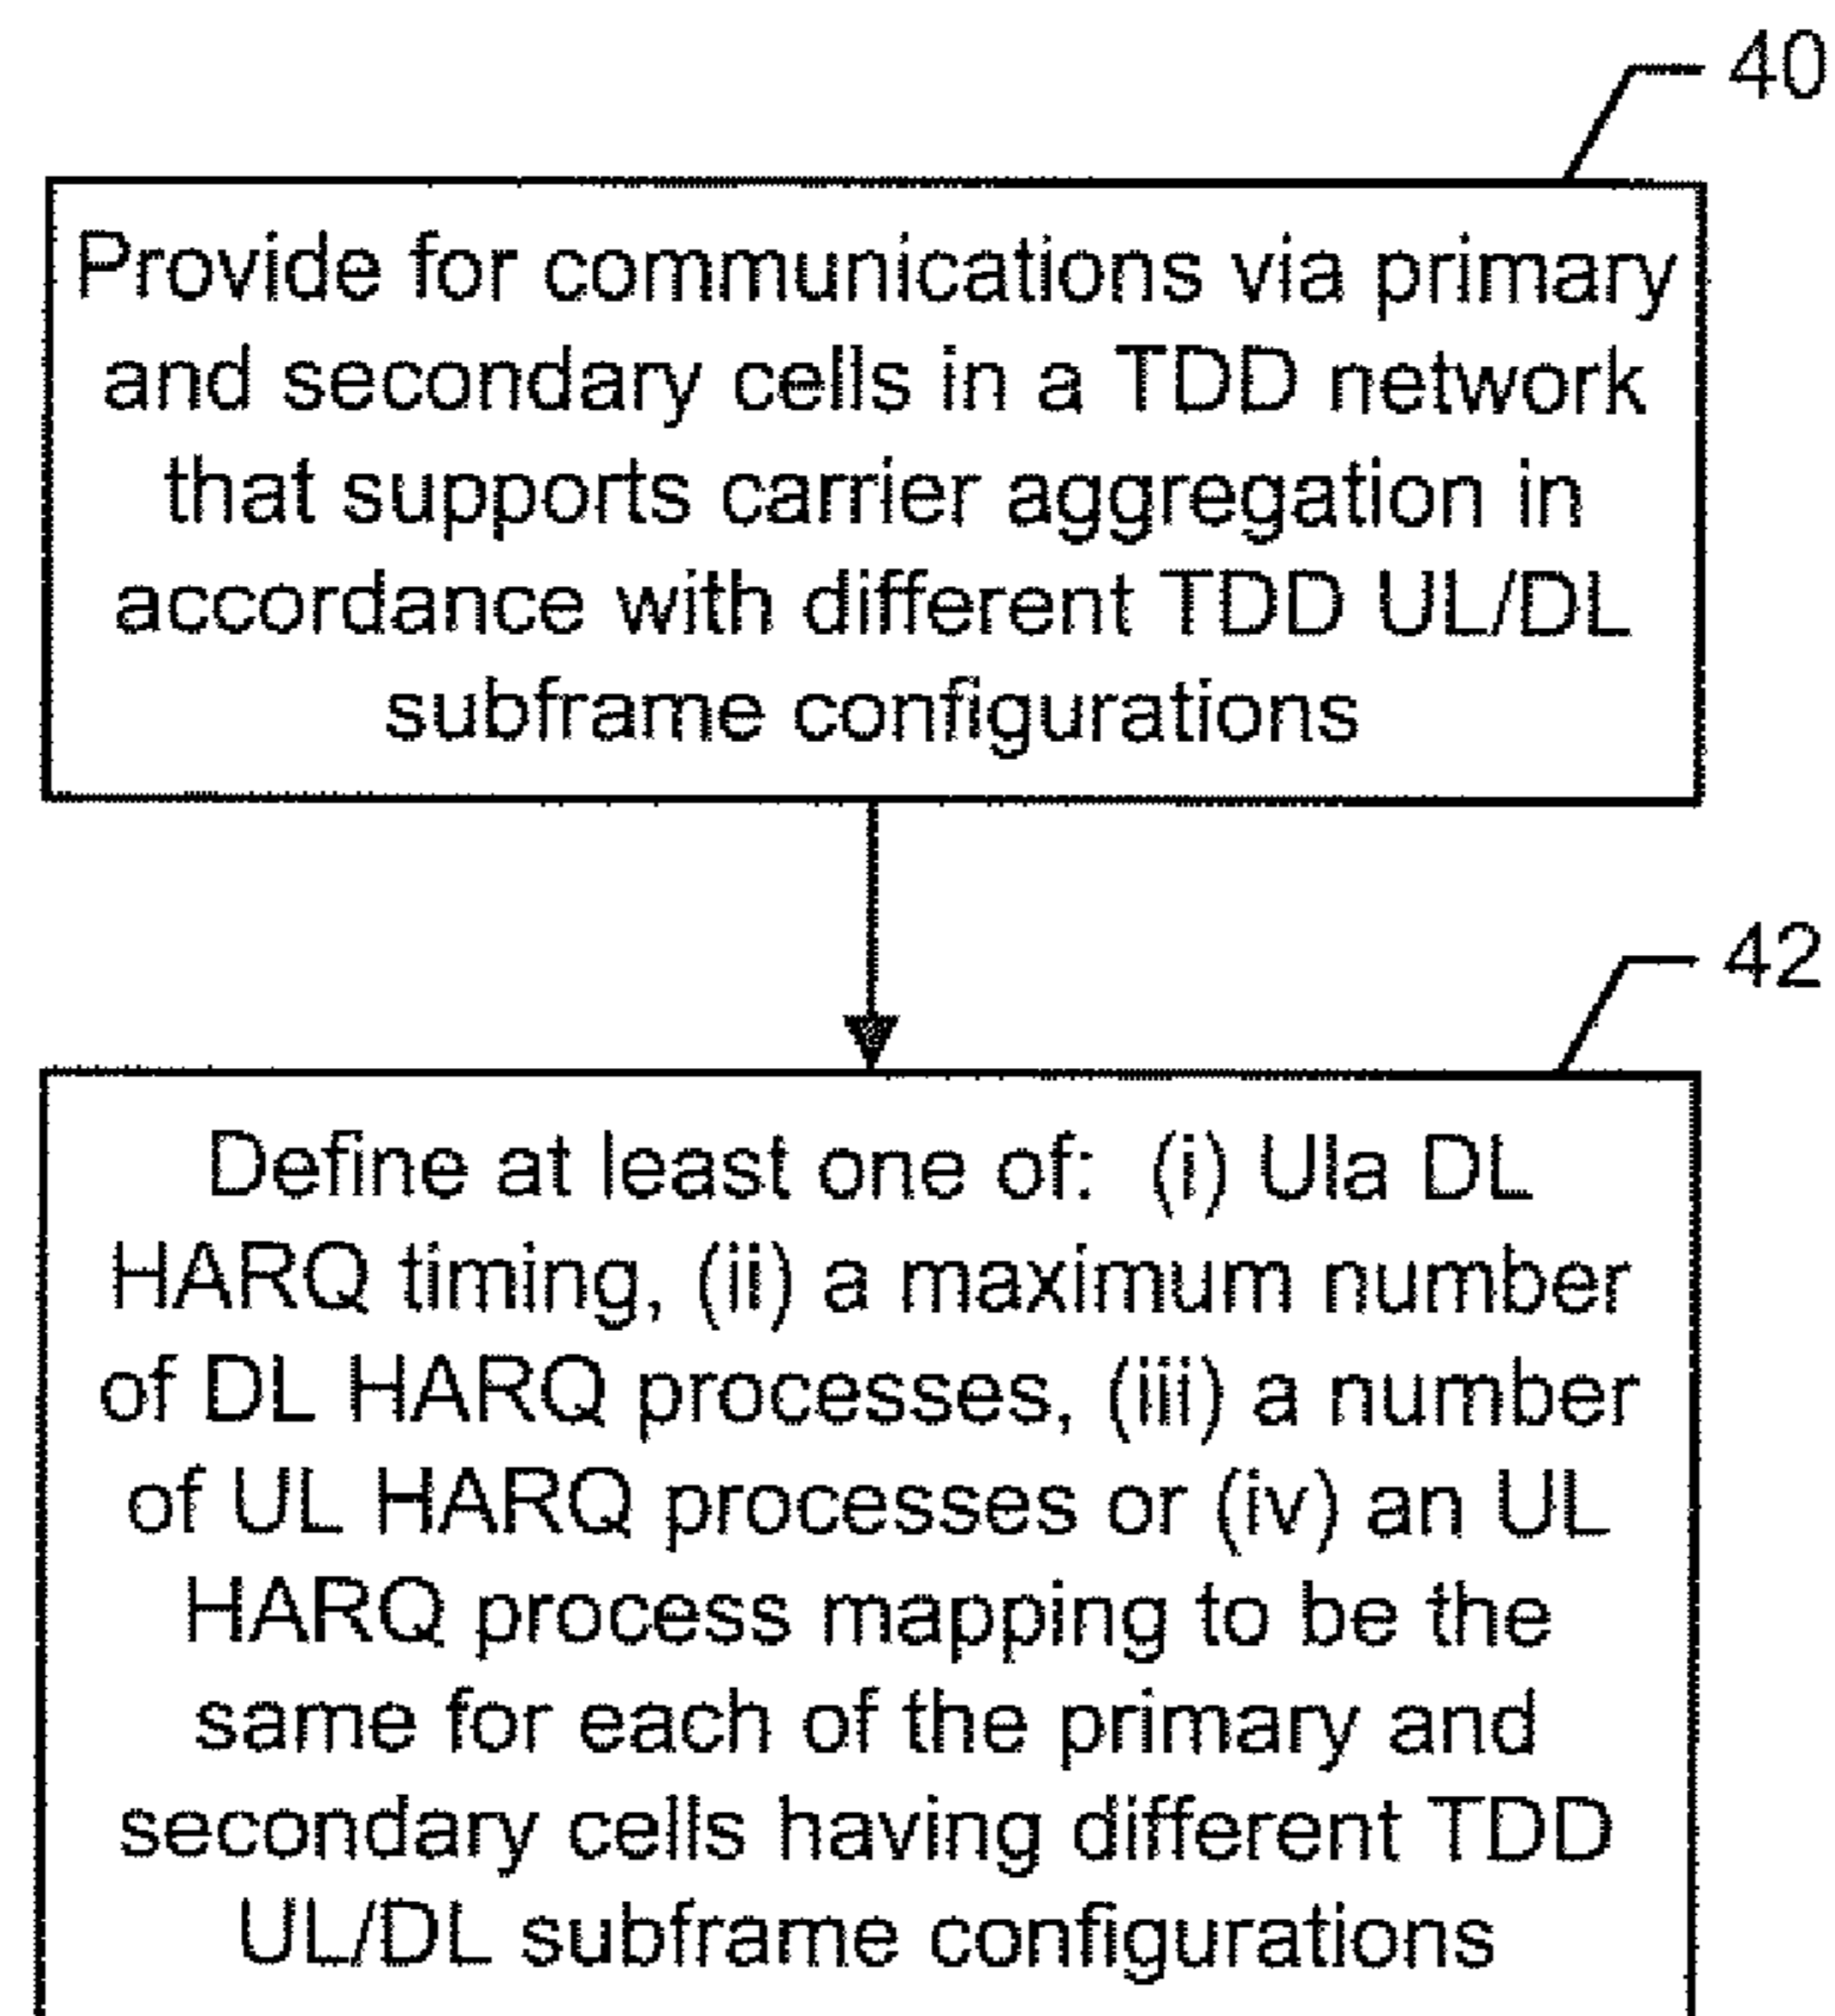 40
Provide for communications via primary
and secondary cells in a TDD network
that supports carrier aggregation in
accordance with different TDD UL/DL
subframe configurations
42
Define at least one of: (i) Ula DL
HARQ timing, (ii) a maximum number
of DL HARQ processes, (iii) a number
of UL HARQ processes or (iv) an UL
HARQ process mapping to be the
same for each of the primary and
secondary cells having different TDD
UL/DL subframe configurations